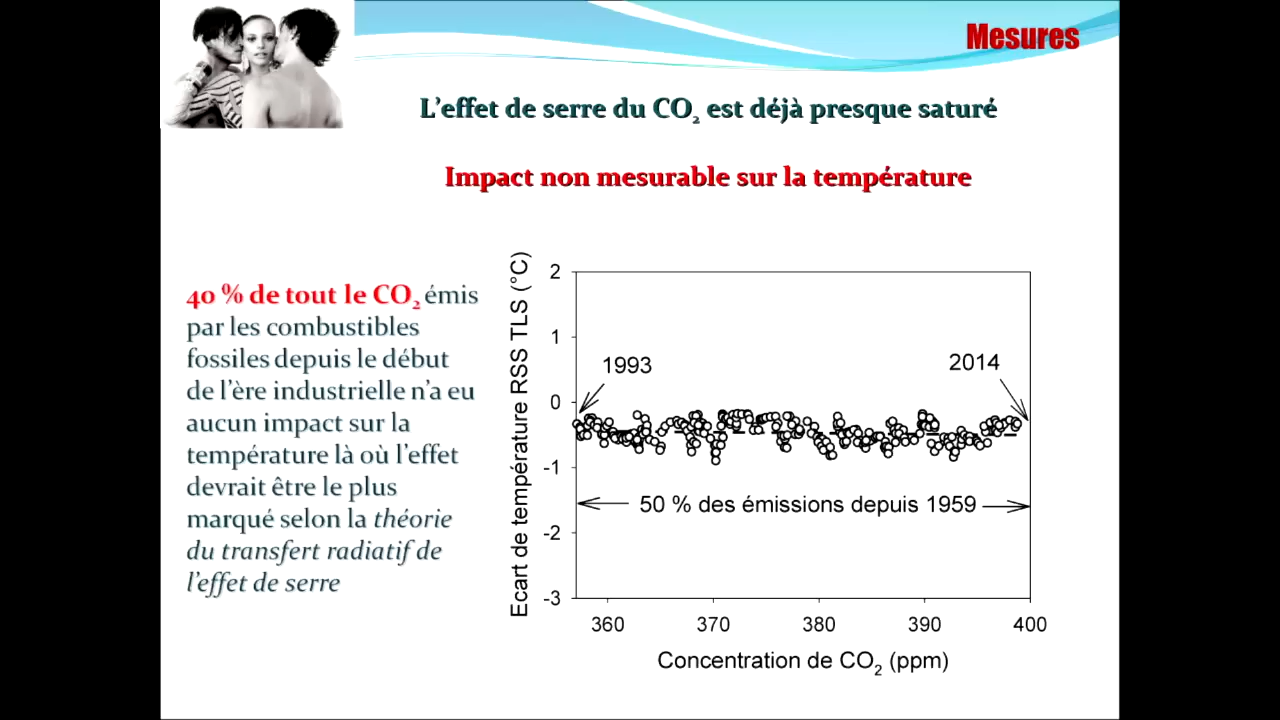 Mesures
L'effet de serre du CO₂ est déjà presque saturé
Impact non mesurable sur la température
40 % de tout le CO₂ émis
par les combustibles
fossiles depuis le début
de l'ère industrielle n'a eu
aucun impact sur la
température là où l'effet
devrait être le plus
marqué selon la théorie
du transfert radiatif de
l'effet de serre
Ecart de température RSS TLS (°C)
2
1
0
-1
-2
-3
1993
2014
50 % des émissions depuis 1959
360 370 380 390 400
Concentration de CO₂ (ppm)